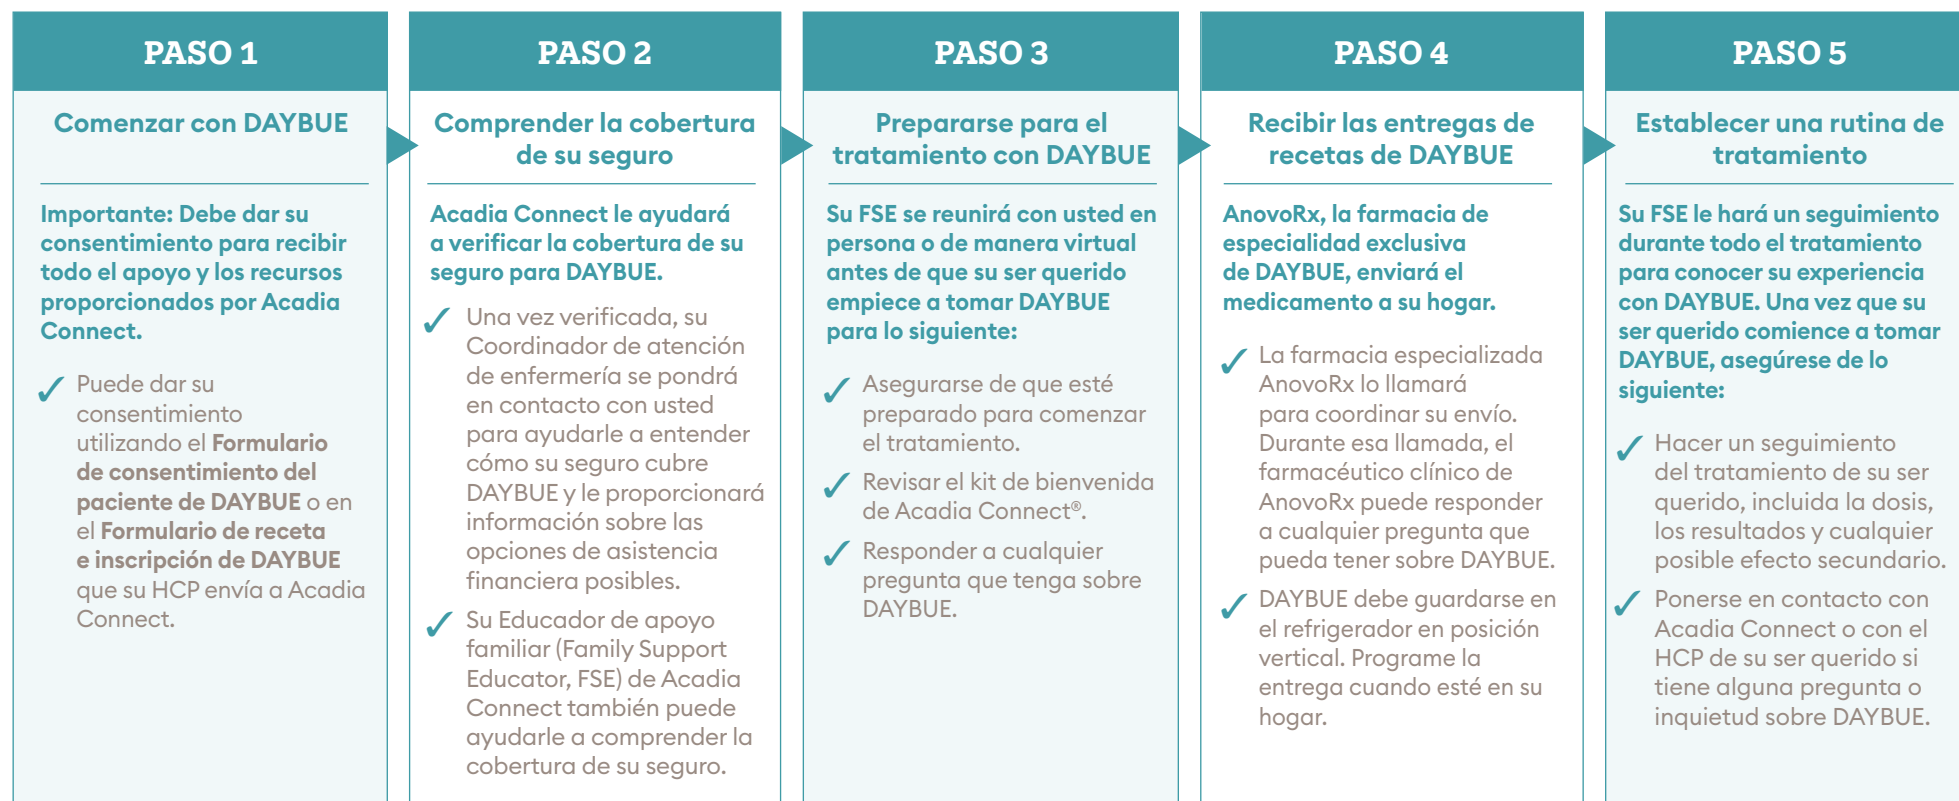 PASO 1
Comenzar con DAYBUE
Importante: Debe dar su
consentimiento para recibir
todo el apoyo y los recursos
proporcionados por Acadia
Connect.
✓ Puede dar su
consentimiento
utilizando el Formulario
de consentimiento del
paciente de DAYBUE o en
el Formulario de receta
e inscripción de DAYBUE
que su HCP envía a Acadia
Connect.
PASO 2
Comprender la cobertura
de su seguro
Acadia Connect le ayudará
a verificar la cobertura de su
seguro para DAYBUE.
✓ Una vez verificada, su
Coordinador de atención
de enfermería se pondrá
en contacto con usted
para ayudarle a entender
cómo su seguro cubre
DAYBUE y le proporcionará
información sobre las
opciones de asistencia
financiera posibles.
✓ Su Educador de apoyo
familiar (Family Support
Educator, FSE) de Acadia
Connect también puede
ayudarle a comprender la
cobertura de su seguro.
PASO 3
Prepararse para el
tratamiento con DAYBUE
Su FSE se reunirá con usted en
persona o de manera virtual
antes de que su ser querido
empiece a tomar DAYBUE
para lo siguiente:
✓ Asegurarse de que esté
preparado para comenzar
el tratamiento.
✓ Revisar el kit de bienvenida
de Acadia Connect®.
✓ Responder a cualquier
pregunta que tenga sobre
DAYBUE.
PASO 4
Recibir las entregas de
recetas de DAYBUE
AnovoRx, la farmacia de
especialidad exclusiva
de DAYBUE, enviará el
medicamento a su hogar.
✓ La farmacia especializada
AnovoRx lo llamará
para coordinar su envío.
Durante esa llamada, el
farmacéutico clínico de
AnovoRx puede responder
a cualquier pregunta que
pueda tener sobre DAYBUE.
✓ DAYBUE debe guardarse en
el refrigerador en posición
vertical. Programe la
entrega cuando esté en su
hogar.
PASO 5
Establecer una rutina de
tratamiento
Su FSE le hará un seguimiento
durante todo el tratamiento
para conocer su experiencia
con DAYBUE. Una vez que su
ser querido comience a tomar
DAYBUE, asegúrese de lo
siguiente:
✓ Hacer un seguimiento
del tratamiento de su ser
querido, incluida la dosis,
los resultados y cualquier
posible efecto secundario.
✓ Ponerse en contacto con
Acadia Connect o con el
HCP de su ser querido si
tiene alguna pregunta o
inquietud sobre DAYBUE.